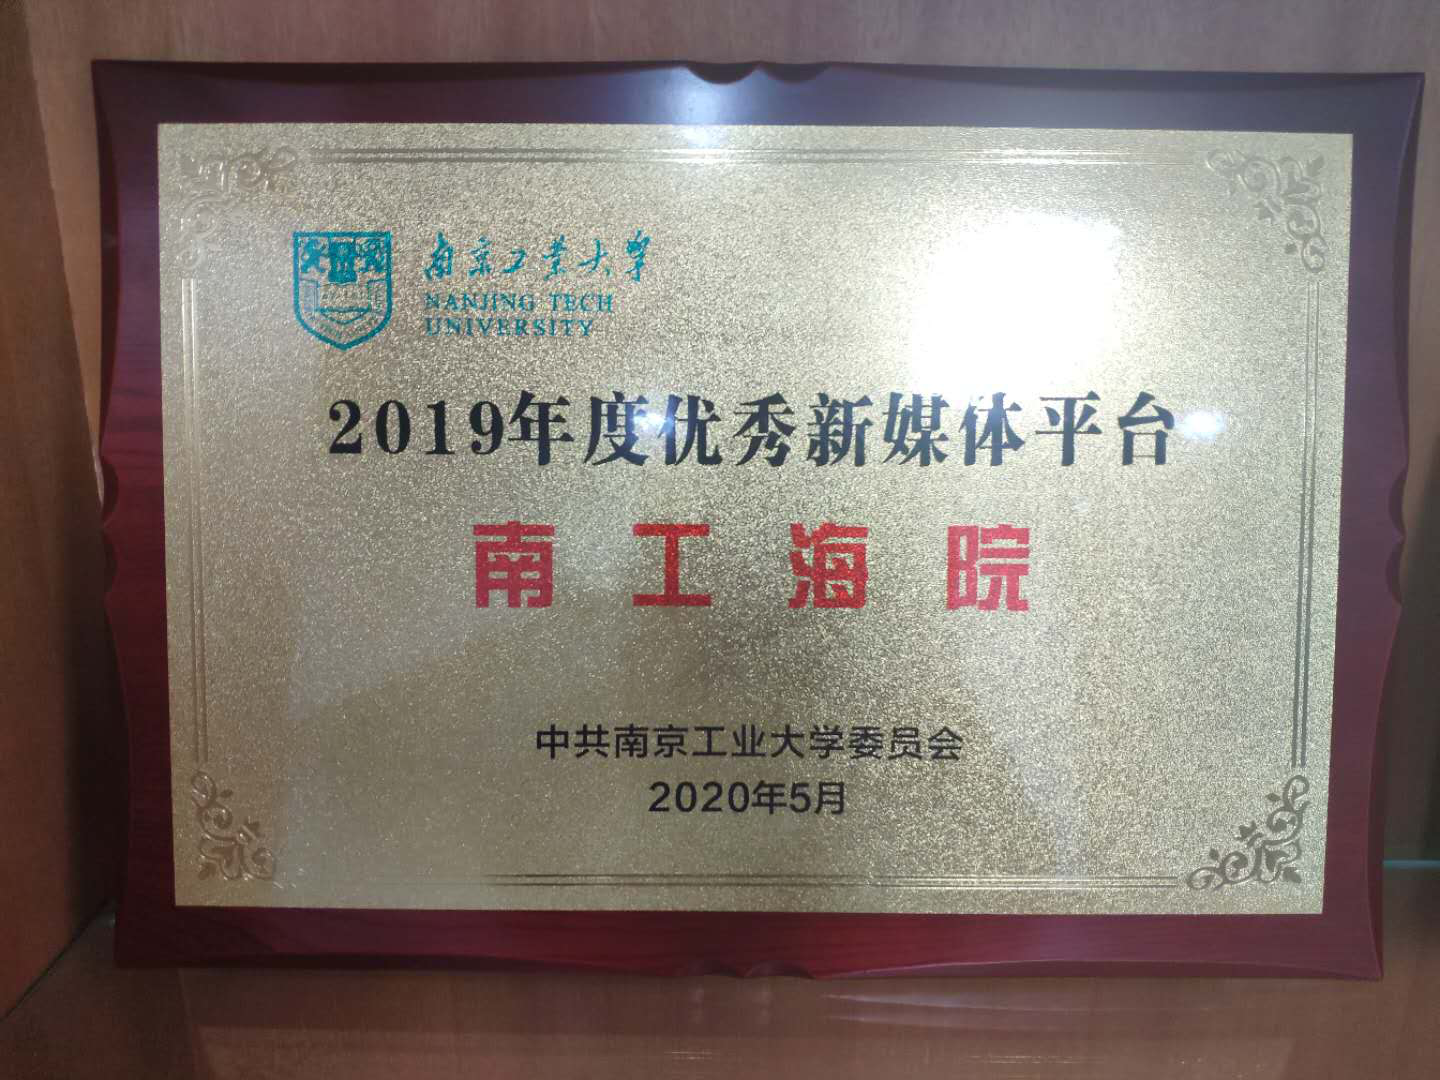 南京工业大学
NANJING TECH
UNIVERSITY
2019年度优秀新媒体平台
南工海院
中共南京工业大学委员会
2020年5月